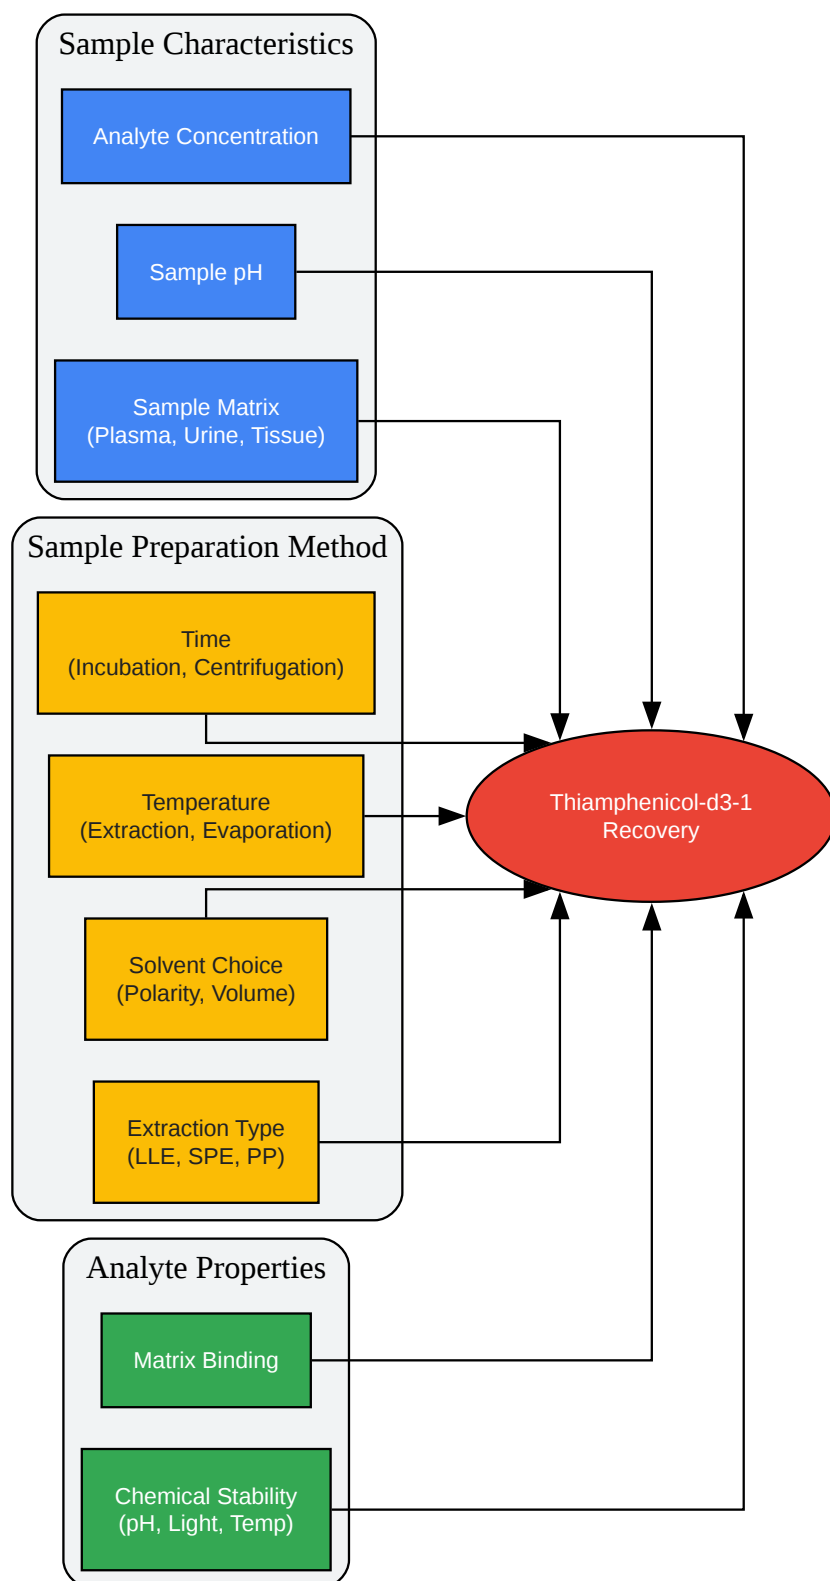 Sample Characteristics
Analyte Concentration
Sample pH
Sample Matrix
(Plasma, Urine, Tissue)
Sample Preparation Method
Time
(Incubation, Centrifugation)
Temperature
(Extraction, Evaporation)
Thiamphenicol-d3-1
Recovery
Solvent Choice
(Polarity, Volume)
Extraction Type
(LLE, SPE, PP)
Analyte Properties
Matrix Binding
Chemical Stability
(pH, Light, Temp)